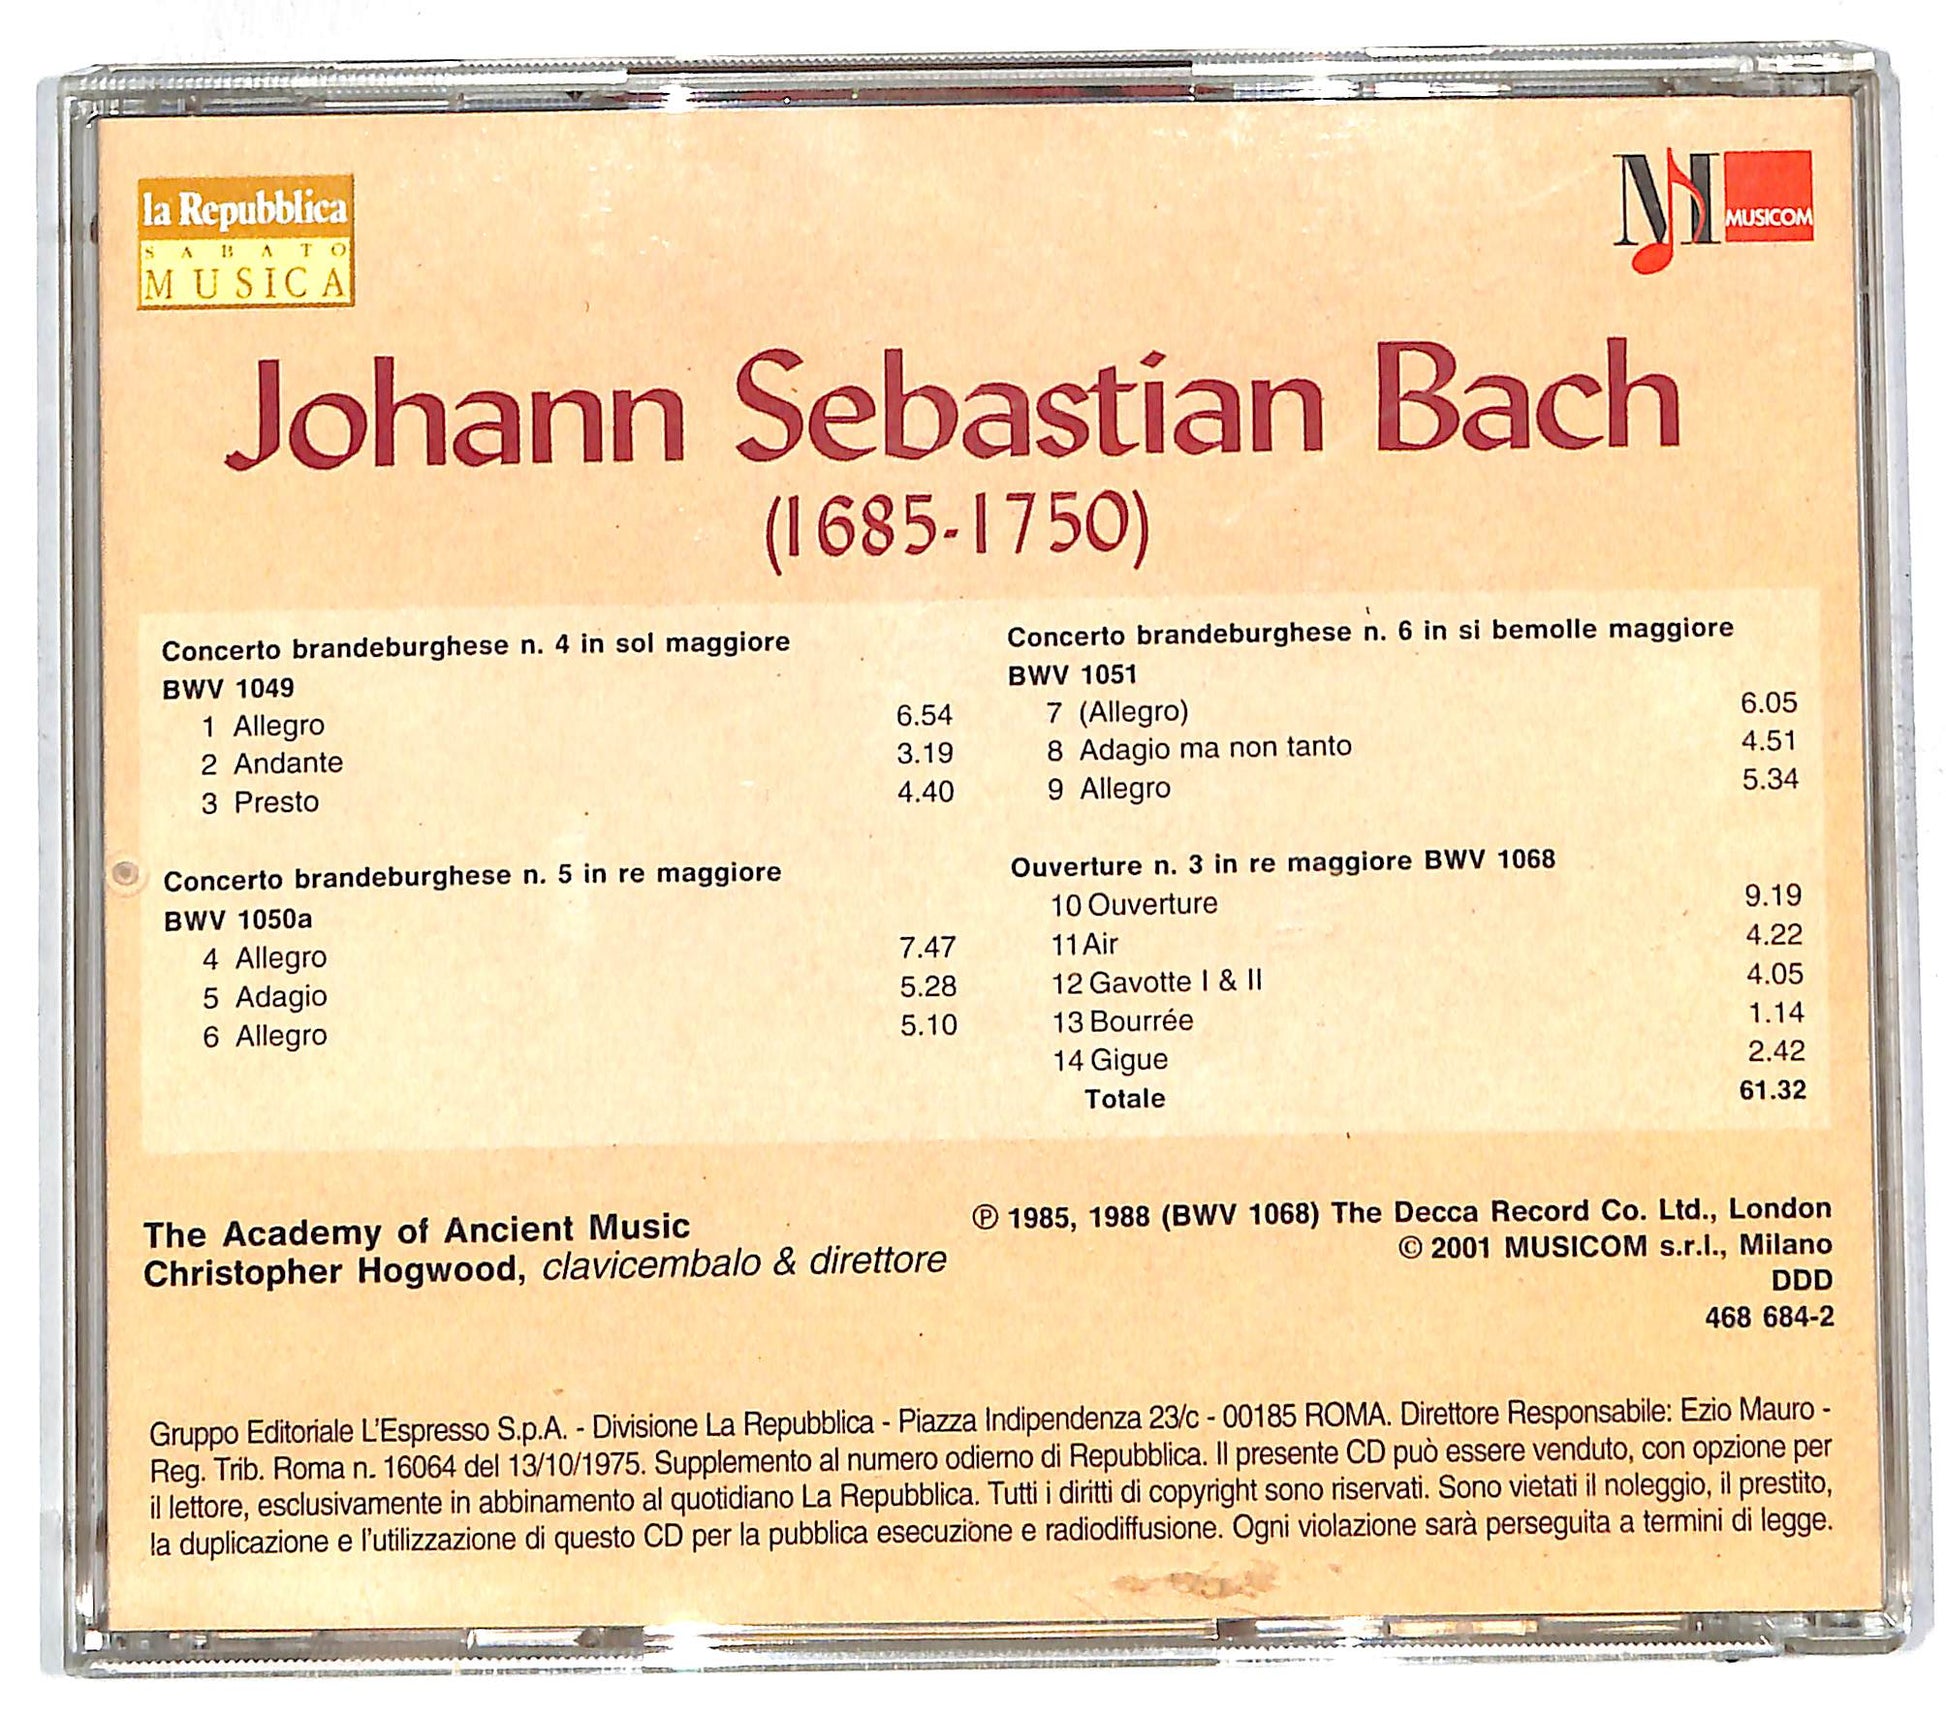 la Repubblica
SABATO
MUSICA
MUSICOM
Johann Sebastian Bach
(1685-1750)
Concerto brandeburghese n. 4 in sol maggiore
BWV 1049
1 Allegro 6.54
2 Andante 3.19
3 Presto 4.40
Concerto brandeburghese n. 5 in re maggiore
BWV 1050a
4 Allegro 7.47
5 Adagio 5.28
6 Allegro 5.10
Concerto brandeburghese n. 6 in si bemolle maggiore
BWV 1051
7 (Allegro) 6.05
8 Adagio ma non tanto 4.51
9 Allegro 5.34
Ouverture n. 3 in re maggiore BWV 1068
10 Ouverture 9.19
11 Air 4.22
12 Gavotte I & II 4.05
13 Bourrée 1.14
14 Gigue 2.42
Totale 61.32
The Academy of Ancient Music
Christopher Hogwood, clavicembalo & direttore
℗ 1985, 1988 (BWV 1068) The Decca Record Co. Ltd., London
© 2001 MUSICOM s.r.l., Milano
DDD
468 684-2
Gruppo Editoriale L'Espresso S.p.A. - Divisione La Repubblica - Piazza Indipendenza 23/c - 00185 ROMA. Direttore Responsabile: Ezio Mauro -
Reg. Trib. Roma n. 16064 del 13/10/1975. Supplemento al numero odierno di Repubblica. Il presente CD può essere venduto, con opzione per
il lettore, esclusivamente in abbinamento al quotidiano La Repubblica. Tutti i diritti di copyright sono riservati. Sono vietati il noleggio, il prestito,
la duplicazione e l'utilizzazione di questo CD per la pubblica esecuzione e radiodiffusione. Ogni violazione sarà perseguita a termini di legge.